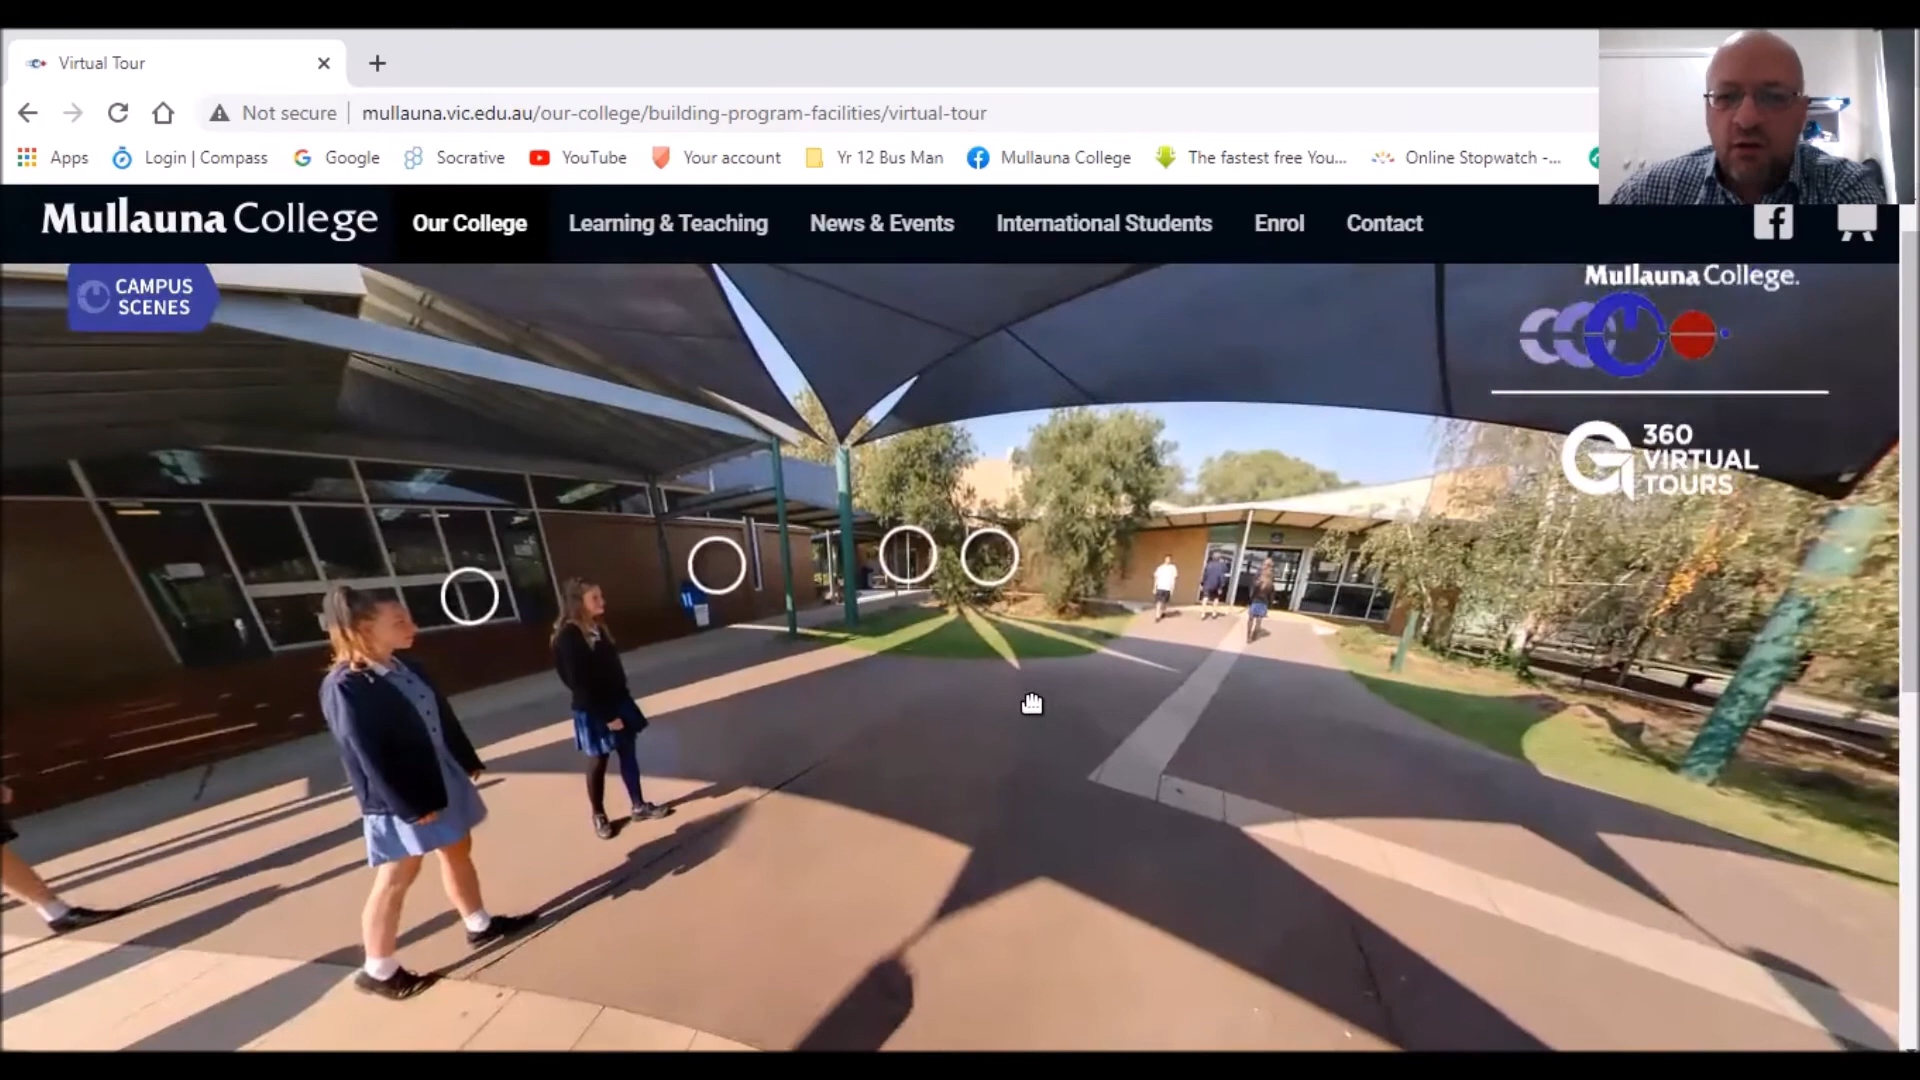 Virtual Tour
Not secure
mullauna.vic.edu.au/our-college/building-program-facilities/virtual-tour
Apps
Login | Compass
Google
Socrative
YouTube
Your account
Yr 12 Bus Man
Mullauna College
The fastest free You...
Online Stopwatch -...
Mullauna College
Our College
Learning & Teaching
News & Events
International Students
Enrol
Contact
CAMPUS
SCENES
Mullauna College.
360
VIRTUAL
TOURS